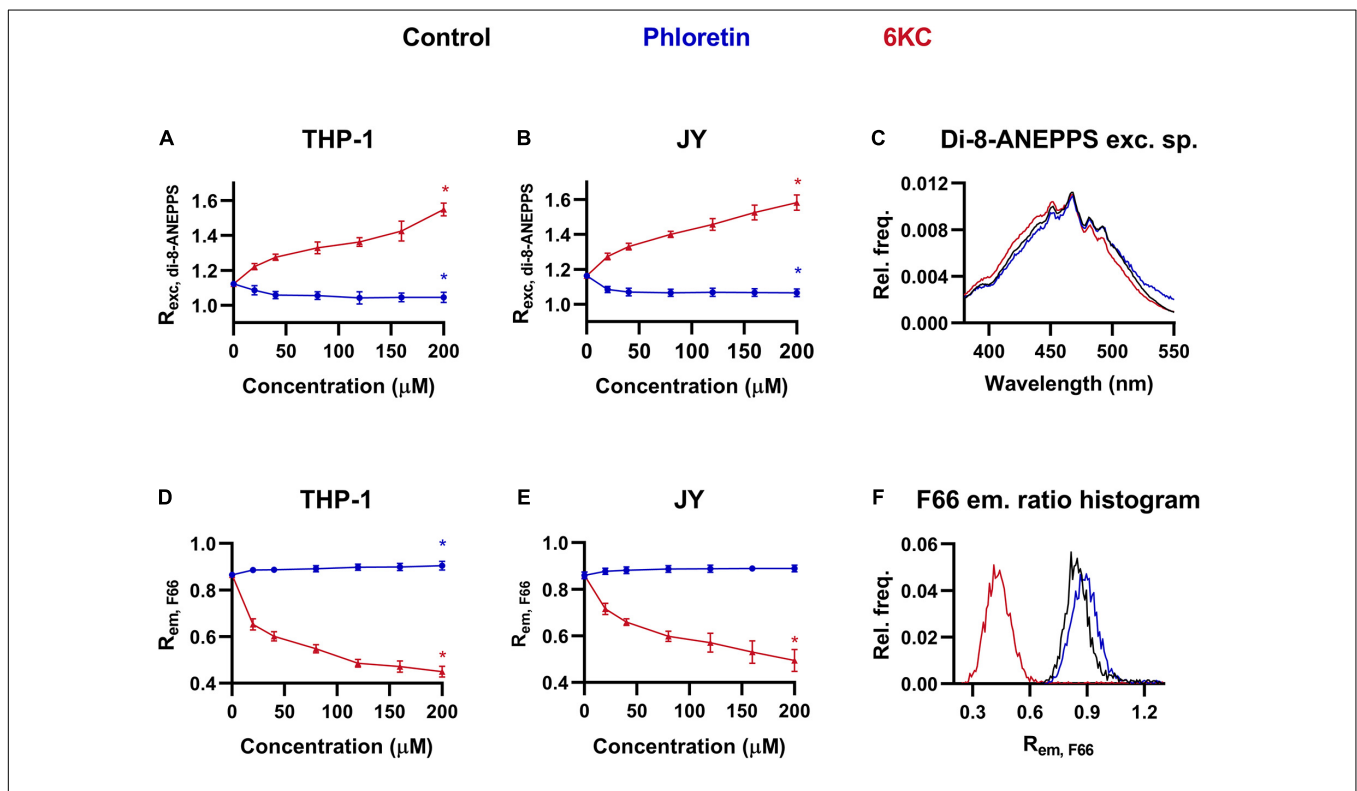 Control Phloretin 6KC
A THP-1
R exc, di-8-ANEPPS
1.6
1.4
1.2
1.0
*
*
0 50 100 150 200
Concentration (μM)
B JY
R exc, di-8-ANEPPS
1.6
1.4
1.2
1.0
*
*
0 50 100 150 200
Concentration (μM)
C Di-8-ANEPPS exc. sp.
Rel. freq.
0.012
0.008
0.004
0.000
400 450 500 550
Wavelength (nm)
D THP-1
R em, F66
1.0
0.8
0.6
0.4
*
*
0 50 100 150 200
Concentration (μM)
E JY
R em, F66
1.0
0.8
0.6
0.4
*
0 50 100 150 200
Concentration (μM)
F F66 em. ratio histogram
Rel. freq.
0.06
0.04
0.02
0.00
0.3 0.6 0.9 1.2
R em, F66